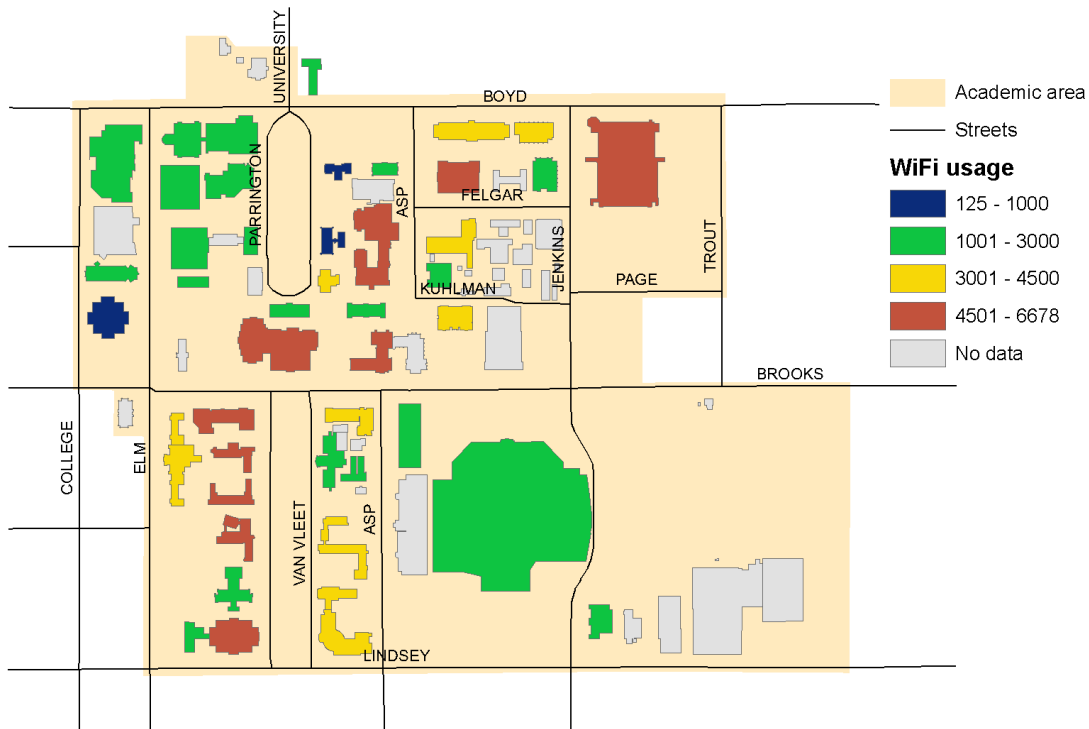 UNIVERSITY
BOYD
PARRINGTON
ASP
FELGAR
JENKINS
KUHLMAN
PAGE
TROUT
BROOKS
COLLEGE
ELM
VAN VLEET
ASP
LINDSEY
Academic area
Streets
WiFi usage
125 - 1000
1001 - 3000
3001 - 4500
4501 - 6678
No data